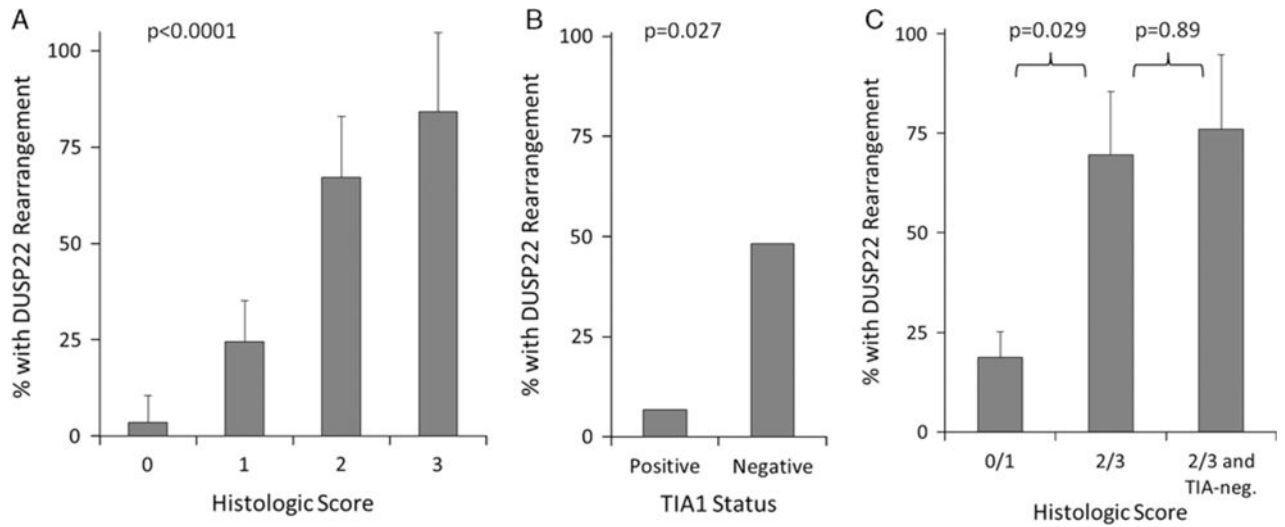 A
p<0.0001
% with DUSP22 Rearrangement
100
75
50
25
0
0 1 2 3
Histologic Score
B
p=0.027
% with DUSP22 Rearrangement
100
75
50
25
0
Positive Negative
TIA1 Status
C
p=0.029 p=0.89
% with DUSP22 Rearrangement
100
75
50
25
0
0/1 2/3 2/3 and
TIA-neg.
Histologic Score